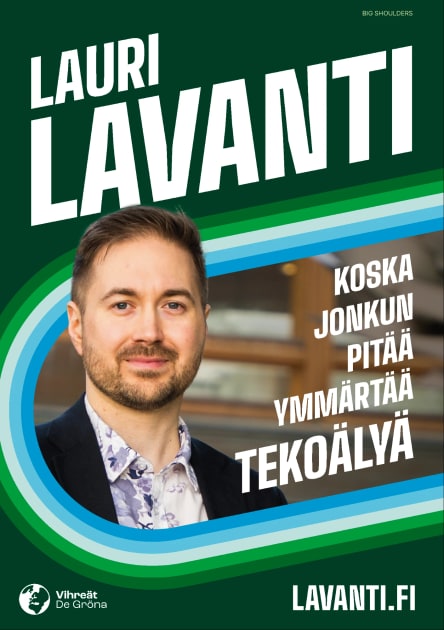 BIG SHOULDERS
LAURI
LAVANTI
KOSKA
JONKUN
PITÄÄ
YMMÄRTÄÄ
TEKOÄLYÄ
Vihreät
De Gröna
LAVANTI.FI